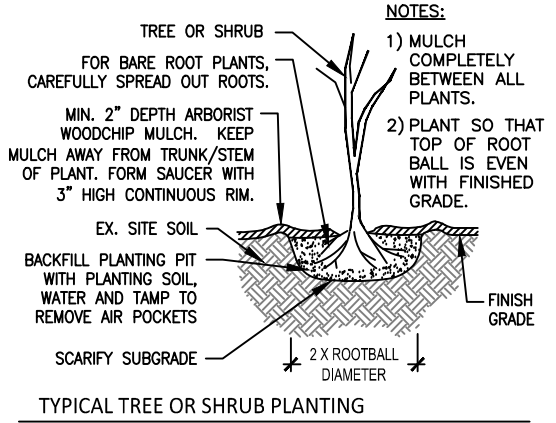 TREE OR SHRUB
FOR BARE ROOT PLANTS,
CAREFULLY SPREAD OUT ROOTS.
MIN. 2" DEPTH ARBORIST
WOODCHIP MULCH. KEEP
MULCH AWAY FROM TRUNK/STEM
OF PLANT. FORM SAUCER WITH
3" HIGH CONTINUOUS RIM.
EX. SITE SOIL
BACKFILL PLANTING PIT
WITH PLANTING SOIL,
WATER AND TAMP TO
REMOVE AIR POCKETS
SCARIFY SUBGRADE
NOTES:
1) MULCH
COMPLETELY
BETWEEN ALL
PLANTS.
2) PLANT SO THAT
TOP OF ROOT
BALL IS EVEN
WITH FINISHED
GRADE.
FINISH
GRADE
2 X ROOTBALL
DIAMETER
TYPICAL TREE OR SHRUB PLANTING